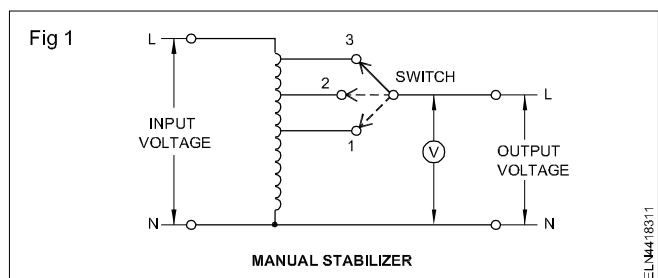 Fig 1
L
3
SWITCH
2
L
INPUT
VOLTAGE
1
V
OUTPUT
VOLTAGE
N
N
MANUAL STABILIZER
ELN4418311